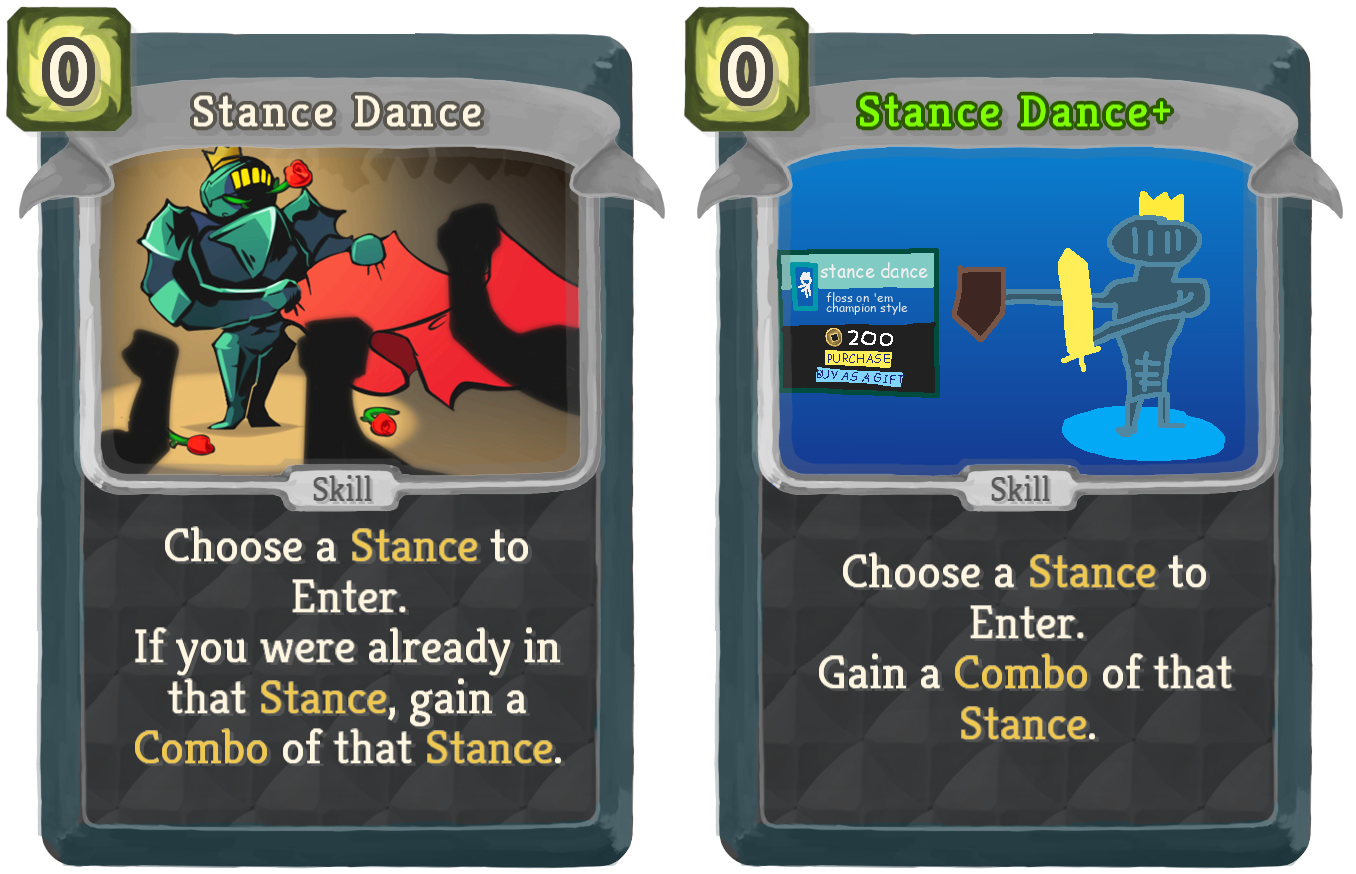 0
Stance Dance
Skill
Choose a Stance to
Enter.
If you were already in
that Stance, gain a
Combo of that Stance.
0
Stance Dance+
stance dance
floss on 'em
champion style
200
PURCHASE
BUY AS A GIFT
Skill
Choose a Stance to
Enter.
Gain a Combo of that
Stance.